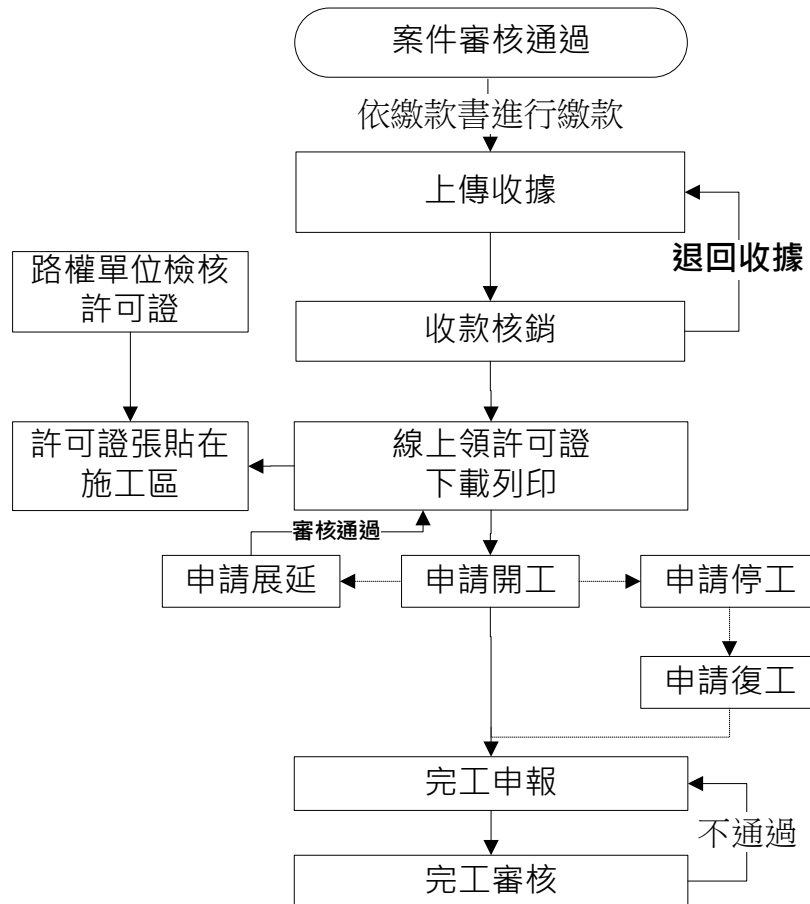 案件審核通過
依繳款書進行繳款
上傳收據
退回收據
路權單位檢核
許可證
收款核銷
許可證張貼在
施工區
線上領許可證
下載列印
審核通過
申請展延
申請開工
申請停工
申請復工
完工申報
不通過
完工審核